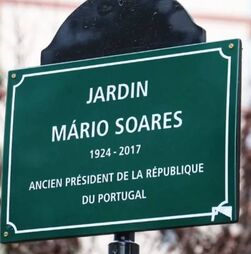 JARDIN
MÁRIO SOARES
1924 - 2017
ANCIEN PRÉSIDENT DE LA RÉPUBLIQUE
DU PORTUGAL